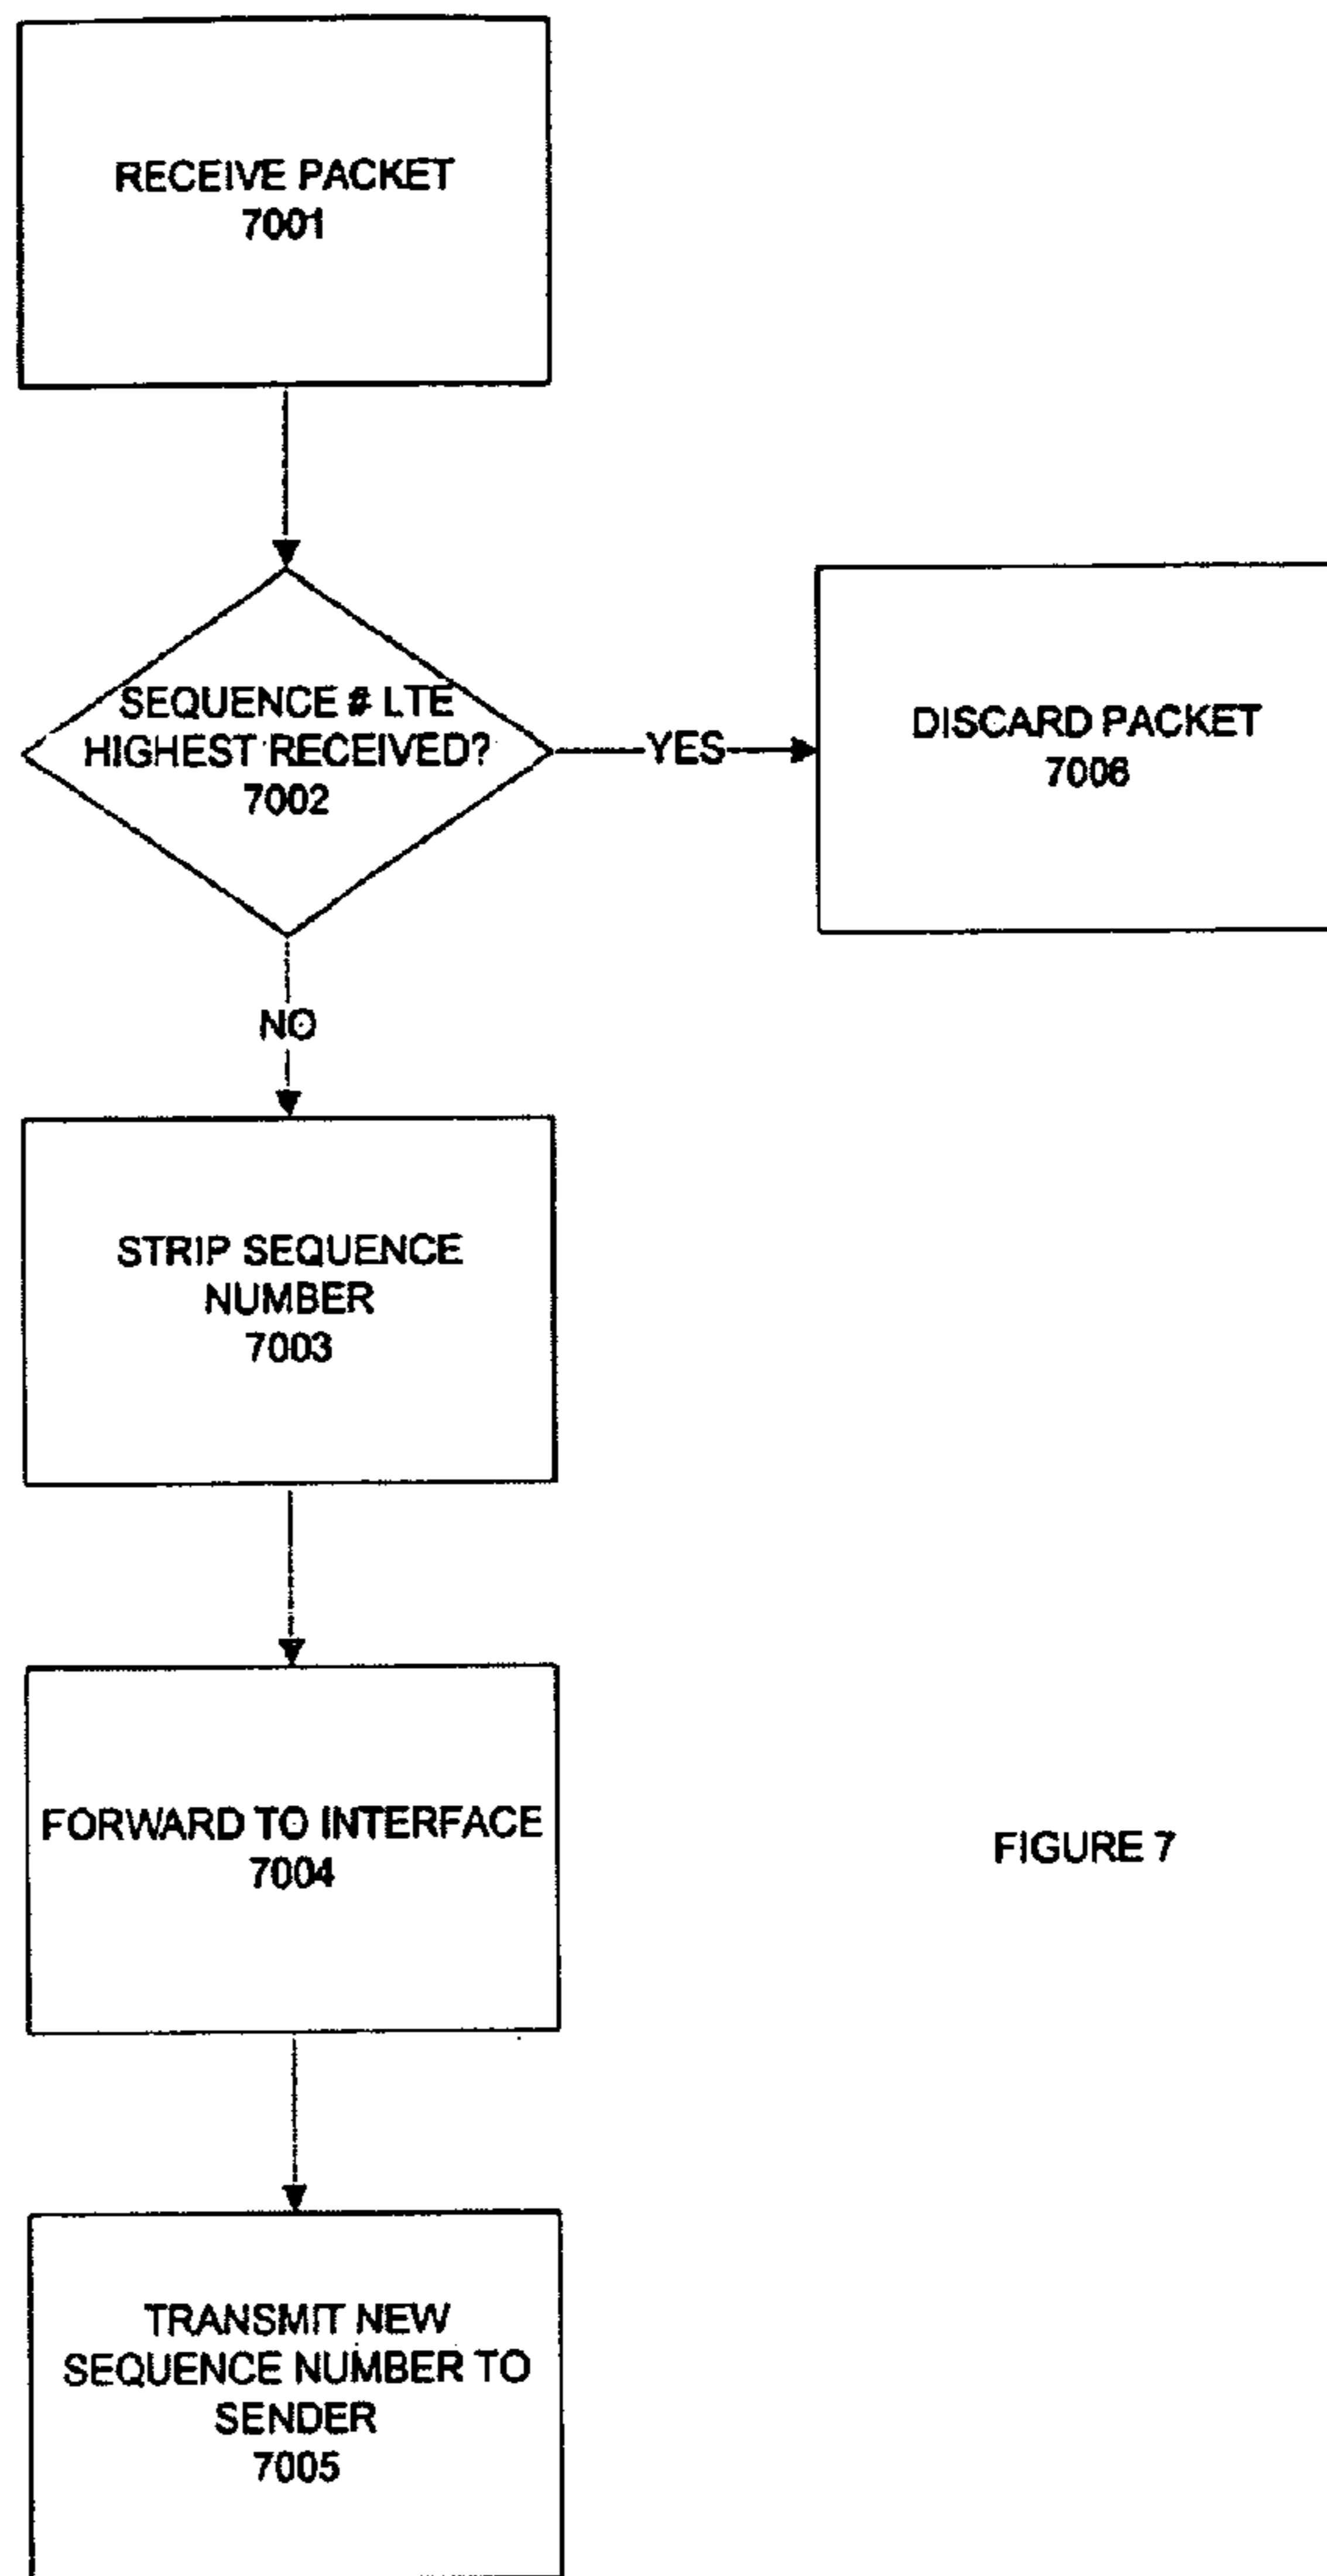 RECEIVE PACKET
7001
SEQUENCE # LTE
HIGHEST RECEIVED?
7002
YES
DISCARD PACKET
7006
NO
STRIP SEQUENCE
NUMBER
7003
FORWARD TO INTERFACE
7004
FIGURE 7
TRANSMIT NEW
SEQUENCE NUMBER TO
SENDER
7005